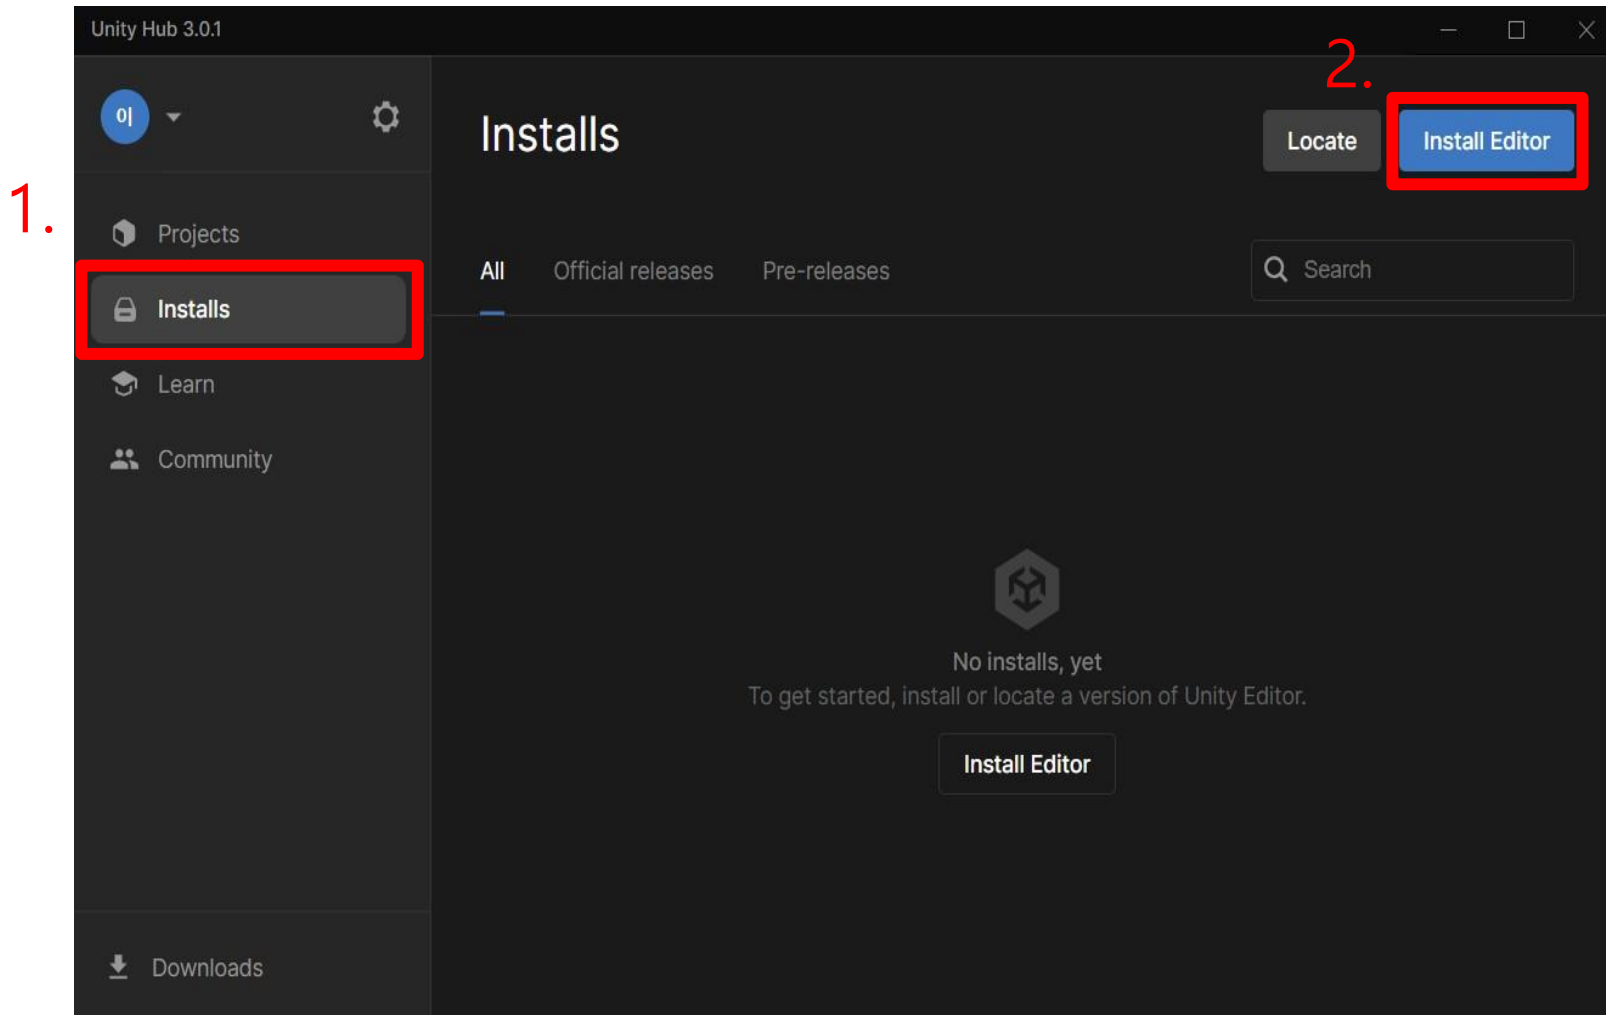 Unity Hub 3.0.1
이
1.
Projects
Installs
Learn
Community
Downloads
Installs
2.
Locate
Install Editor
All
Official releases
Pre-releases
Search
No installs, yet
To get started, install or locate a version of Unity Editor.
Install Editor